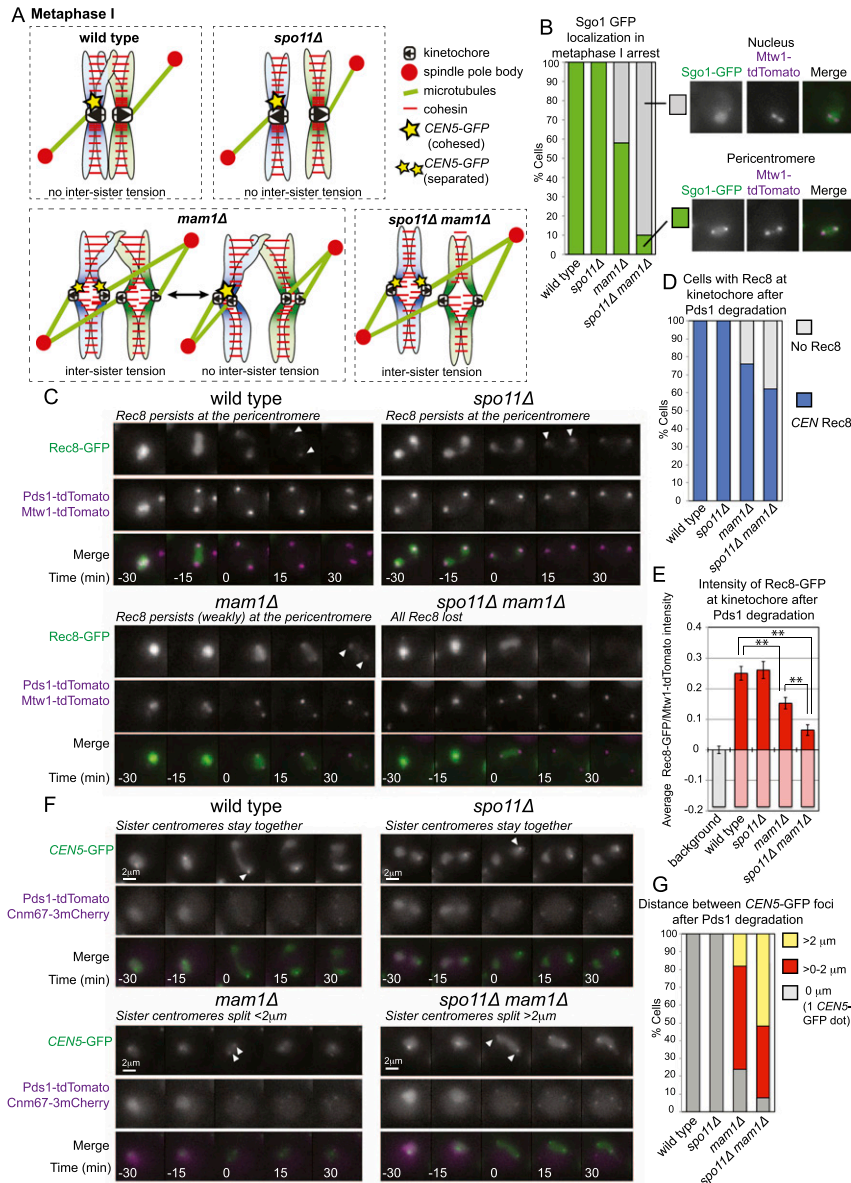 A Metaphase I
wild type
spo11Δ
no inter-sister tension
no inter-sister tension
kinetochore
spindle pole body
microtubules
cohesin
CEN5-GFP
(cohesed)
CEN5-GFP
(separated)
mam1Δ
spo11Δ mam1Δ
inter-sister tension
no inter-sister tension
inter-sister tension
B
Sgo1 GFP
localization in
metaphase I arrest
% Cells
100
90
80
70
60
50
40
30
20
10
0
wild type
spo11Δ
mam1Δ
spo11Δ mam1Δ
Nucleus
Mtw1-
Sgo1-GFP tdTomato Merge
Pericentromere
Mtw1-
Sgo1-GFP tdTomato Merge
C
wild type
Rec8 persists at the pericentromere
Rec8-GFP
Pds1-tdTomato
Mtw1-tdTomato
Merge
Time (min)
-30 -15 0 15 30
spo11Δ
Rec8 persists at the pericentromere
-30 -15 0 15 30
mam1Δ
Rec8 persists (weakly) at the pericentromere
Rec8-GFP
Pds1-tdTomato
Mtw1-tdTomato
Merge
Time (min)
-30 -15 0 15 30
spo11Δ mam1Δ
All Rec8 lost
-30 -15 0 15 30
D
Cells with Rec8 at
kinetochore after
Pds1 degradation
% Cells
100
90
80
70
60
50
40
30
20
10
0
wild type
spo11Δ
mam1Δ
spo11Δ mam1Δ
No Rec8
CEN Rec8
E
Intensity of Rec8-GFP
at kinetochore after
Pds1 degradation
Average Rec8-GFP/Mtw1-tdTomato intensity
0.4
0.3
0.2
0.1
0
-0.1
-0.2
**
**
**
background
wild type
spo11Δ
mam1Δ
spo11Δ mam1Δ
F
wild type
Sister centromeres stay together
CEN5-GFP
2μm
Pds1-tdTomato
Cnm67-3mCherry
Merge
Time (min)
-30 -15 0 15 30
spo11Δ
Sister centromeres stay together
2μm
-30 -15 0 15 30
mam1Δ
Sister centromeres split <2μm
CEN5-GFP
2μm
Pds1-tdTomato
Cnm67-3mCherry
Merge
Time (min)
-30 -15 0 15 30
spo11Δ mam1Δ
Sister centromeres split >2μm
2μm
-30 -15 0 15 30
G
Distance between CEN5-GFP foci
after Pds1 degradation
% Cells
100
90
80
70
60
50
40
30
20
10
0
wild type
spo11Δ
mam1Δ
spo11Δ mam1Δ
>2 μm
>0-2 μm
0 μm
(1 CEN5-
GFP dot)